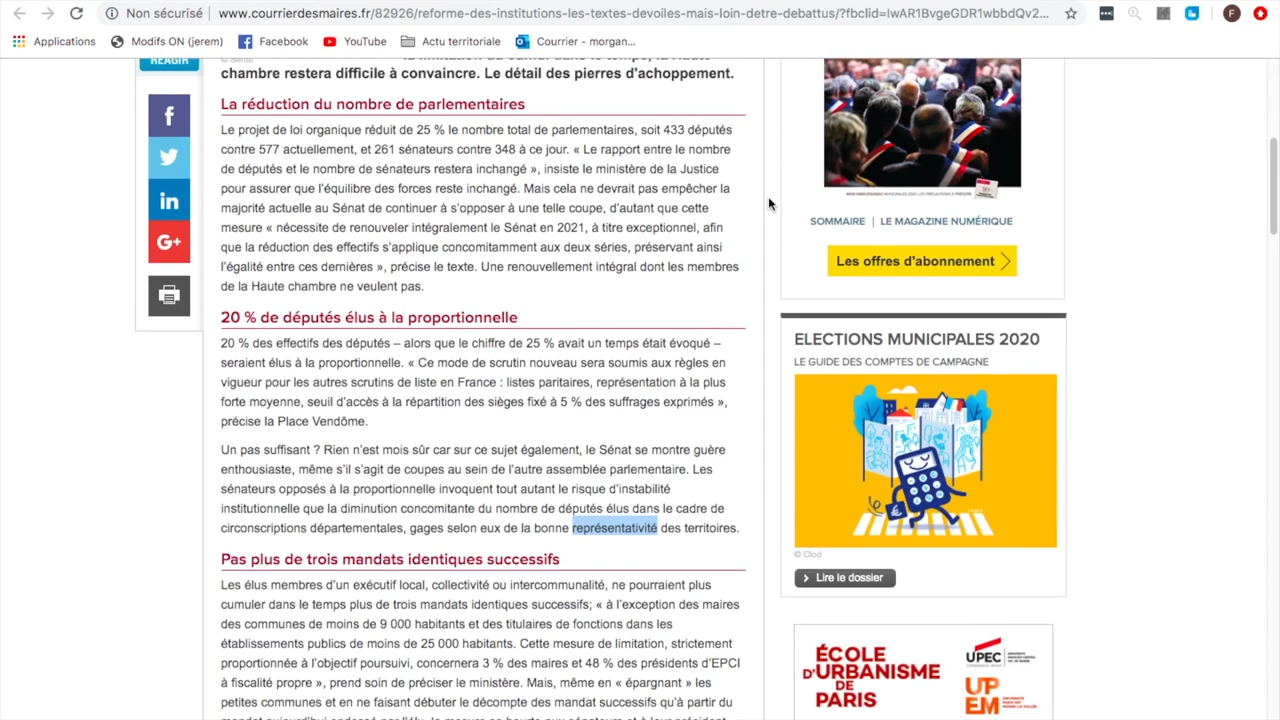 Non sécurisé
www.courrierdesmaires.fr/82926/reforme-des-institutions-les-textes-devoiles-mais-loin-detre-debattus/?fbclid=IwAR1BvgeGDR1wbbdQv2...
F
Applications
Modifs ON (jerem)
Facebook
YouTube
Actu territoriale
Courrier - morgan...
RÉAGIR
chambre restera difficile à convaincre. Le détail des pierres d'achoppement.
La réduction du nombre de parlementaires
Le projet de loi organique réduit de 25 % le nombre total de parlementaires, soit 433 députés
contre 577 actuellement, et 261 sénateurs contre 348 à ce jour. « Le rapport entre le nombre
de députés et le nombre de sénateurs restera inchangé », insiste le ministère de la Justice
pour assurer que l'équilibre des forces reste inchangé. Mais cela ne devrait pas empêcher la
majorité actuelle au Sénat de continuer à s'opposer à une telle coupe, d'autant que cette
mesure « nécessite de renouveler intégralement le Sénat en 2021, à titre exceptionnel, afin
que la réduction des effectifs s'applique concomitamment aux deux séries, préservant ainsi
l'égalité entre ces dernières », précise le texte. Une renouvellement intégral dont les membres
de la Haute chambre ne veulent pas.
20 % de députés élus à la proportionnelle
20 % des effectifs des députés – alors que le chiffre de 25 % avait un temps était évoqué –
seraient élus à la proportionnelle. « Ce mode de scrutin nouveau sera soumis aux règles en
vigueur pour les autres scrutins de liste en France : listes paritaires, représentation à la plus
forte moyenne, seuil d'accès à la répartition des sièges fixé à 5 % des suffrages exprimés »,
précise la Place Vendôme.
Un pas suffisant ? Rien n'est mois sûr car sur ce sujet également, le Sénat se montre guère
enthousiaste, même s'il s'agit de coupes au sein de l'autre assemblée parlementaire. Les
sénateurs opposés à la proportionnelle invoquent tout autant le risque d'instabilité
institutionnelle que la diminution concomitante du nombre de députés élus dans le cadre de
circonscriptions départementales, gages selon eux de la bonne représentativité des territoires.
Pas plus de trois mandats identiques successifs
Les élus membres d'un exécutif local, collectivité ou intercommunalité, ne pourraient plus
cumuler dans le temps plus de trois mandats identiques successifs; « à l'exception des maires
des communes de moins de 9 000 habitants et des titulaires de fonctions dans les
établissements publics de moins de 25 000 habitants. Cette mesure de limitation, strictement
proportionnée à l'objectif poursuivi, concernera 3 % des maires et 48 % des présidents d'EPCI
à fiscalité propre », prend soin de préciser le ministère. Mais, même en « épargnant » les
petites communes et en ne faisant débuter le décompte des mandat successifs qu'à partir du
SOMMAIRE | LE MAGAZINE NUMÉRIQUE
Les offres d'abonnement
ELECTIONS MUNICIPALES 2020
LE GUIDE DES COMPTES DE CAMPAGNE
© Clod
Lire le dossier
ÉCOLE
D'URBANISME
DE
PARIS
UPEC
UP
EM